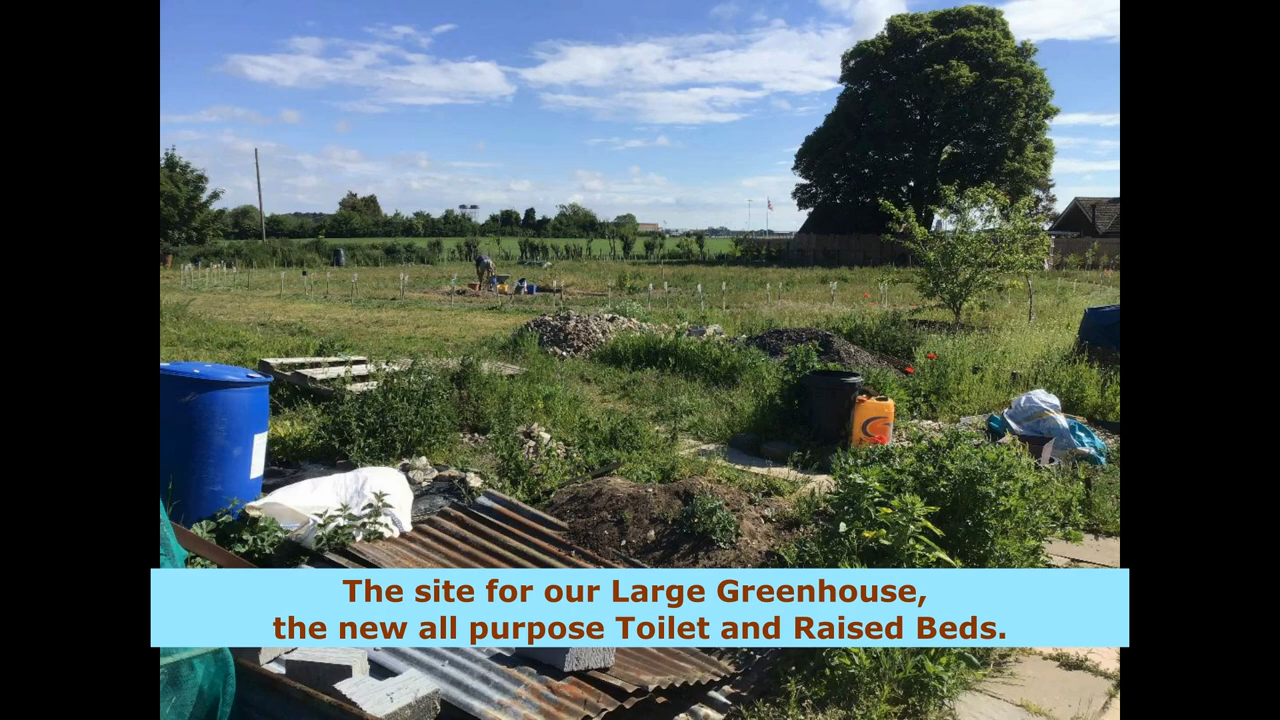 The site for our Large Greenhouse,
the new all purpose Toilet and Raised Beds.